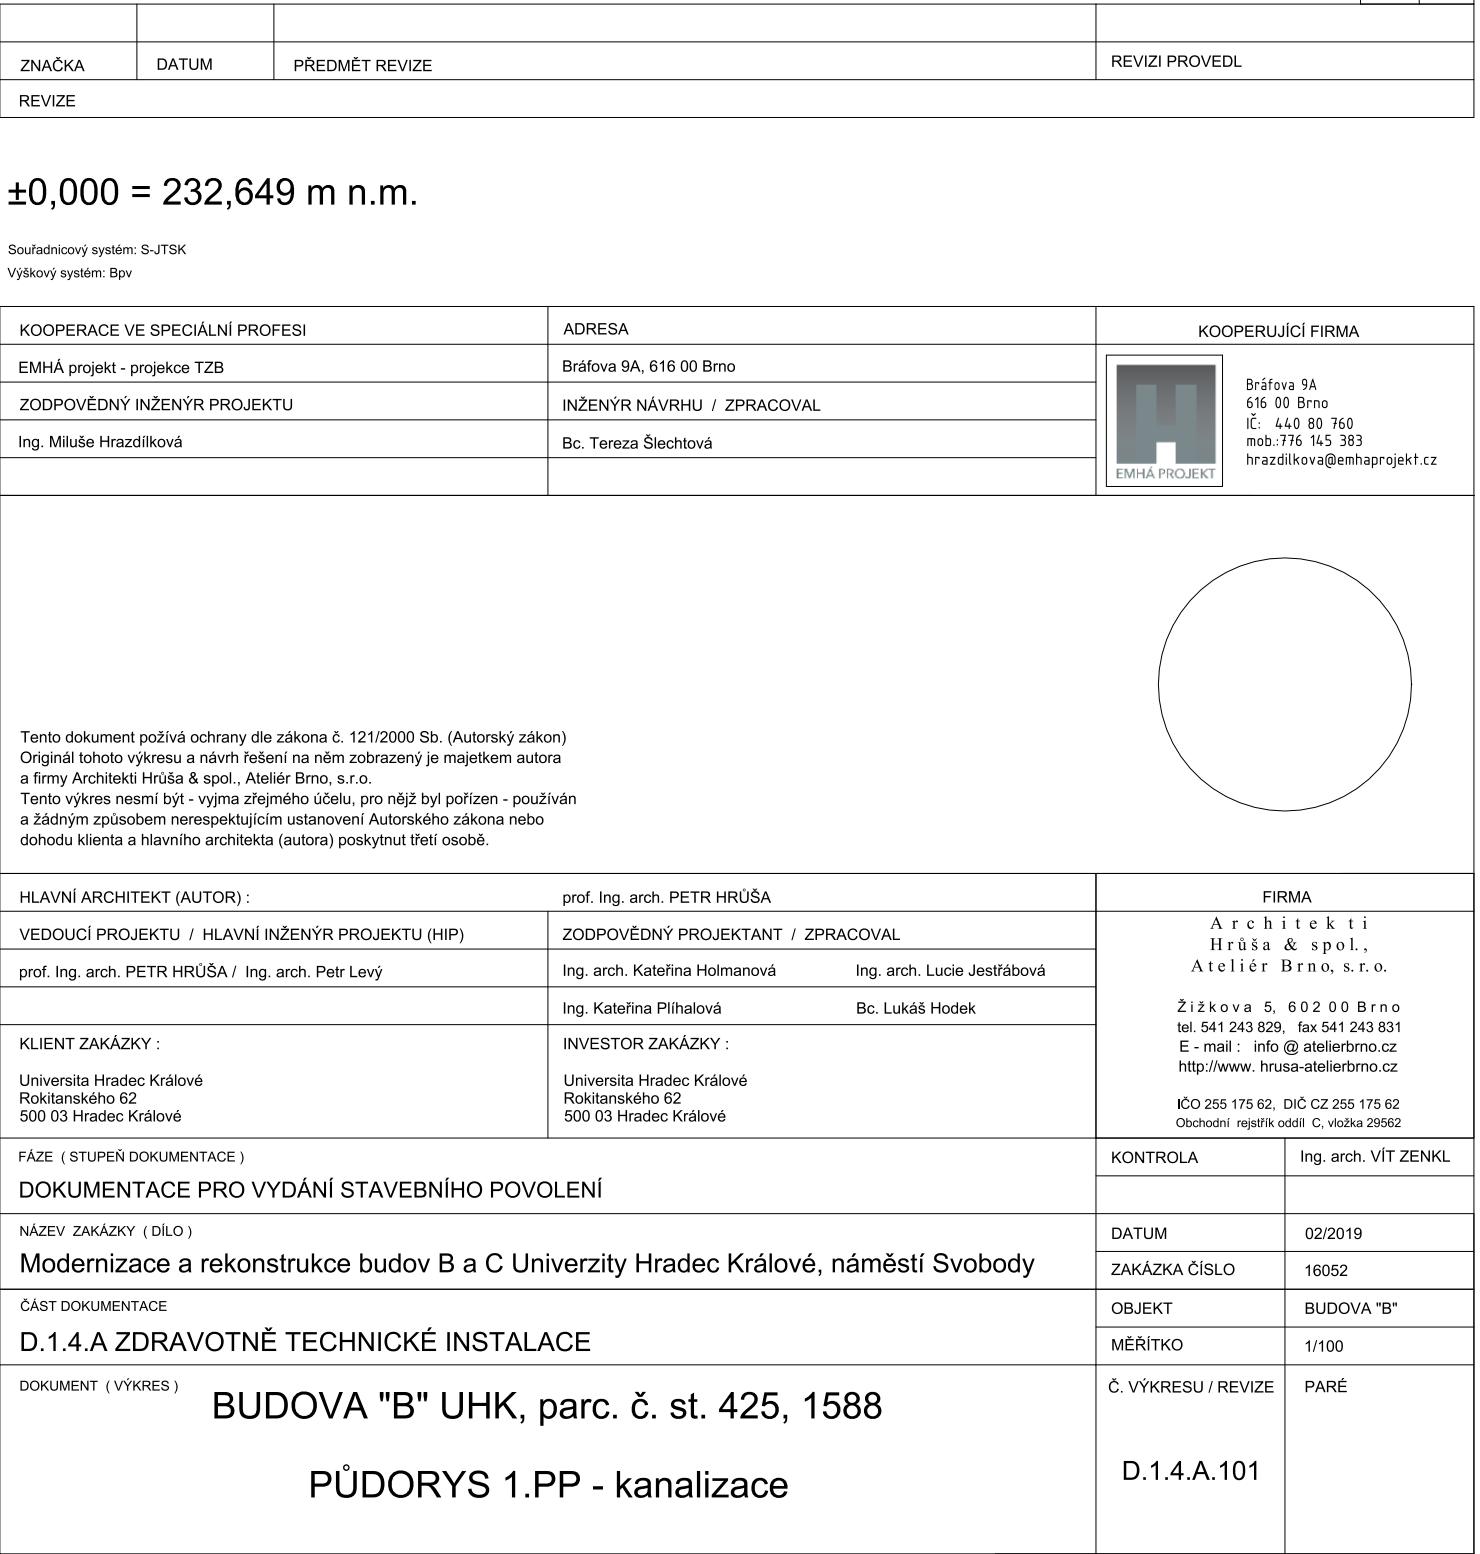 ZNAČKA DATUM PŘEDMĚT REVIZE REVIZI PROVEDL
REVIZE
±0,000 = 232,649 m n.m.
Souřadnicový systém: S-JTSK
Výškový systém: Bpv
KOOPERACE VE SPECIÁLNÍ PROFESI ADRESA KOOPERUJÍCÍ FIRMA
EMHÁ projekt - projekce TZB Bráfova 9A, 616 00 Brno
ZODPOVĚDNÝ INŽENÝR PROJEKTU INŽENÝR NÁVRHU / ZPRACOVAL
Ing. Miluše Hrazdílková Bc. Tereza Šlechtová
EMHÁ PROJEKT
Bráfova 9A
616 00 Brno
IČ: 440 80 760
mob.:776 145 383
hrazdilkova@emhaprojekt.cz
Tento dokument požívá ochrany dle zákona č. 121/2000 Sb. (Autorský zákon)
Originál tohoto výkresu a návrh řešení na něm zobrazený je majetkem autora
a firmy Architekti Hrůša & spol., Ateliér Brno, s.r.o.
Tento výkres nesmí být - vyjma zřejmého účelu, pro nějž byl pořízen - používán
a žádným způsobem nerespektujícím ustanovení Autorského zákona nebo
dohodu klienta a hlavního architekta (autora) poskytnut třetí osobě.
HLAVNÍ ARCHITEKT (AUTOR) : prof. Ing. arch. PETR HRŮŠA
VEDOUCÍ PROJEKTU / HLAVNÍ INŽENÝR PROJEKTU (HIP) ZODPOVĚDNÝ PROJEKTANT / ZPRACOVAL
prof. Ing. arch. PETR HRŮŠA / Ing. arch. Petr Levý Ing. arch. Kateřina Holmanová Ing. arch. Lucie Jestřábová
Ing. Kateřina Plíhalová Bc. Lukáš Hodek
FIRMA
Architekti
Hrůša & spol.,
Ateliér Brno, s.r.o.
Žižkova 5, 602 00 Brno
tel. 541 243 829, fax 541 243 831
E - mail : info @ atelierbrno.cz
http://www. hrusa-atelierbrno.cz
IČO 255 175 62, DIČ CZ 255 175 62
Obchodní rejstřík oddíl C, vložka 29562
KLIENT ZAKÁZKY :
Universita Hradec Králové
Rokitanského 62
500 03 Hradec Králové
INVESTOR ZAKÁZKY :
Universita Hradec Králové
Rokitanského 62
500 03 Hradec Králové
FÁZE ( STUPEŇ DOKUMENTACE )
DOKUMENTACE PRO VYDÁNÍ STAVEBNÍHO POVOLENÍ
KONTROLA Ing. arch. VÍT ZENKL
NÁZEV ZAKÁZKY ( DÍLO )
Modernizace a rekonstrukce budov B a C Univerzity Hradec Králové, náměstí Svobody
DATUM 02/2019
ZAKÁZKA ČÍSLO 16052
ČÁST DOKUMENTACE
D.1.4.A ZDRAVOTNĚ TECHNICKÉ INSTALACE
OBJEKT BUDOVA "B"
MĚŘÍTKO 1/100
DOKUMENT ( VÝKRES )
BUDOVA "B" UHK, parc. č. st. 425, 1588
PŮDORYS 1.PP - kanalizace
Č. VÝKRESU / REVIZE PARÉ
D.1.4.A.101